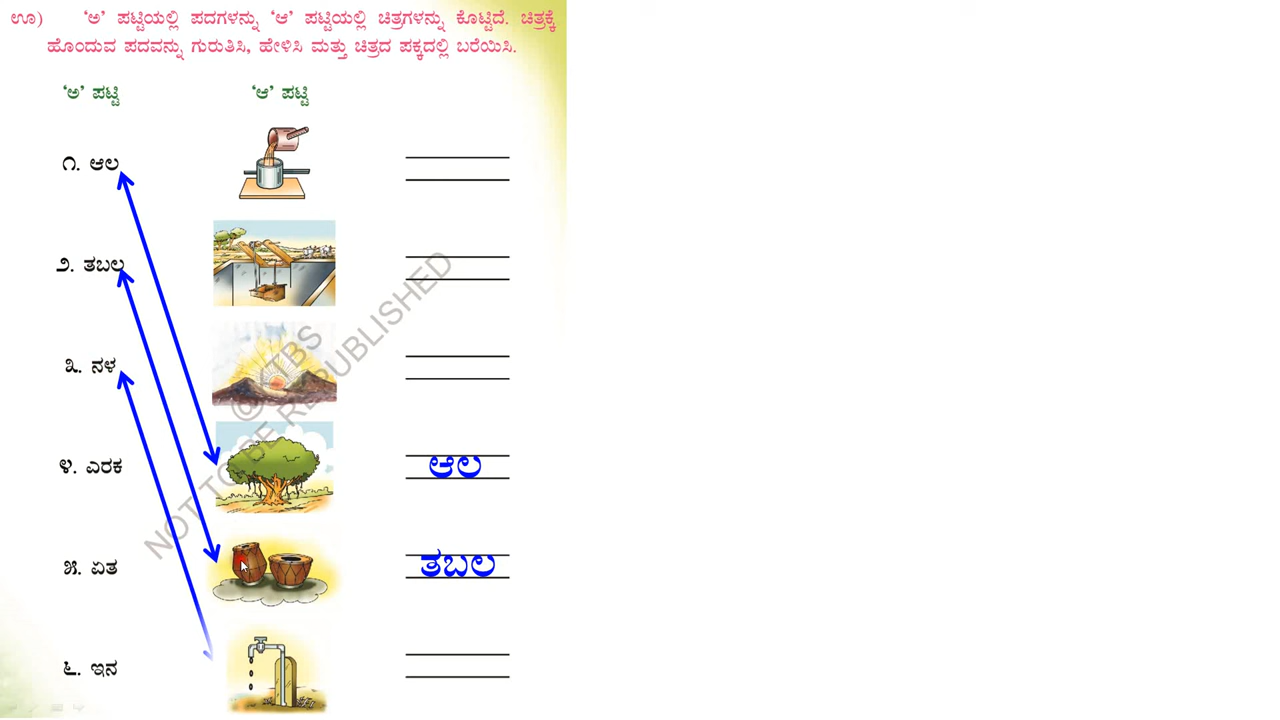 ಊ) ‘ಅ’ ಪಟ್ಟಿಯಲ್ಲಿ ಪದಗಳನ್ನು ‘ಆ’ ಪಟ್ಟಿಯಲ್ಲಿ ಚಿತ್ರಗಳನ್ನು ಕೊಟ್ಟಿದೆ. ಚಿತ್ರಕ್ಕೆ
ಹೊಂದುವ ಪದವನ್ನು ಗುರುತಿಸಿ, ಹೇಳಿಸಿ ಮತ್ತು ಚಿತ್ರದ ಪಕ್ಕದಲ್ಲಿ ಬರೆಯಿಸಿ.
‘ಅ’ ಪಟ್ಟಿ ‘ಆ’ ಪಟ್ಟಿ
೧. ಆಲ
೨. ತಬಲ
೩. ನಳ
೪. ಎರಕ ಆಲ
೫. ಏತ ತಬಲ
೬. ಇನ
@KTBS
NOT TO BE REPUBLISHED